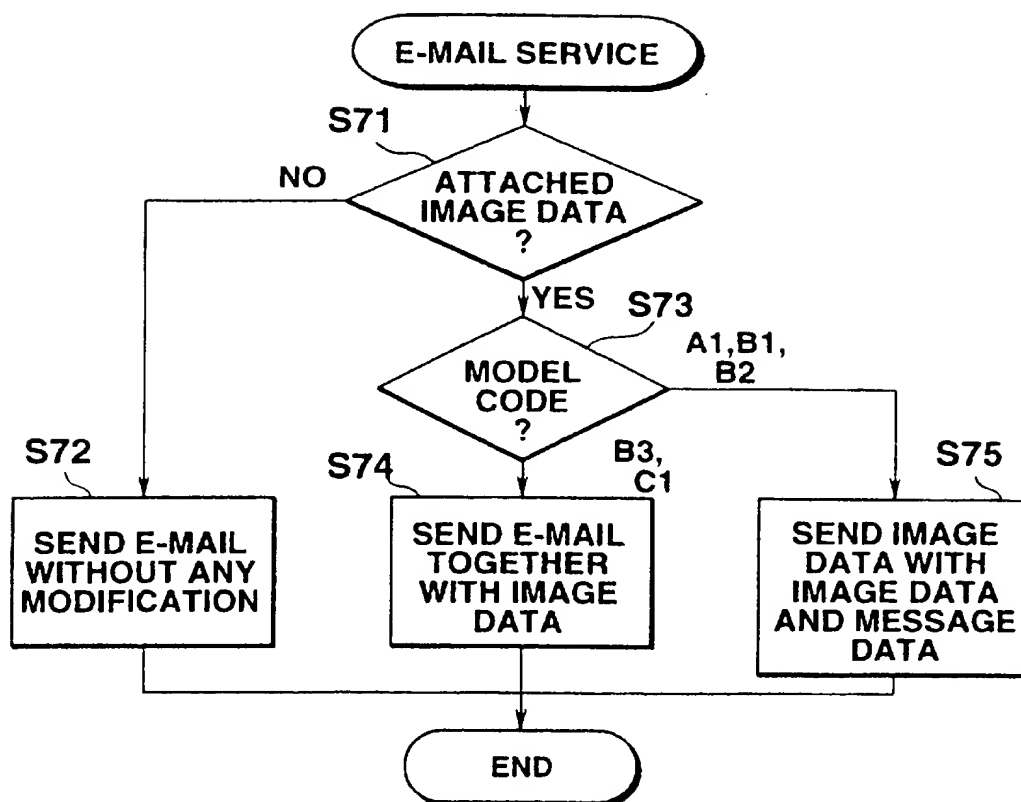 E-MAIL SERVICE
S71
ATTACHED
IMAGE DATA
?
NO
YES
S73
MODEL
CODE
?
A1,B1,
B2
B3,
C1
S72
SEND E-MAIL
WITHOUT ANY
MODIFICATION
S74
SEND E-MAIL
TOGETHER
WITH IMAGE
DATA
S75
SEND IMAGE
DATA WITH
IMAGE DATA
AND MESSAGE
DATA
END